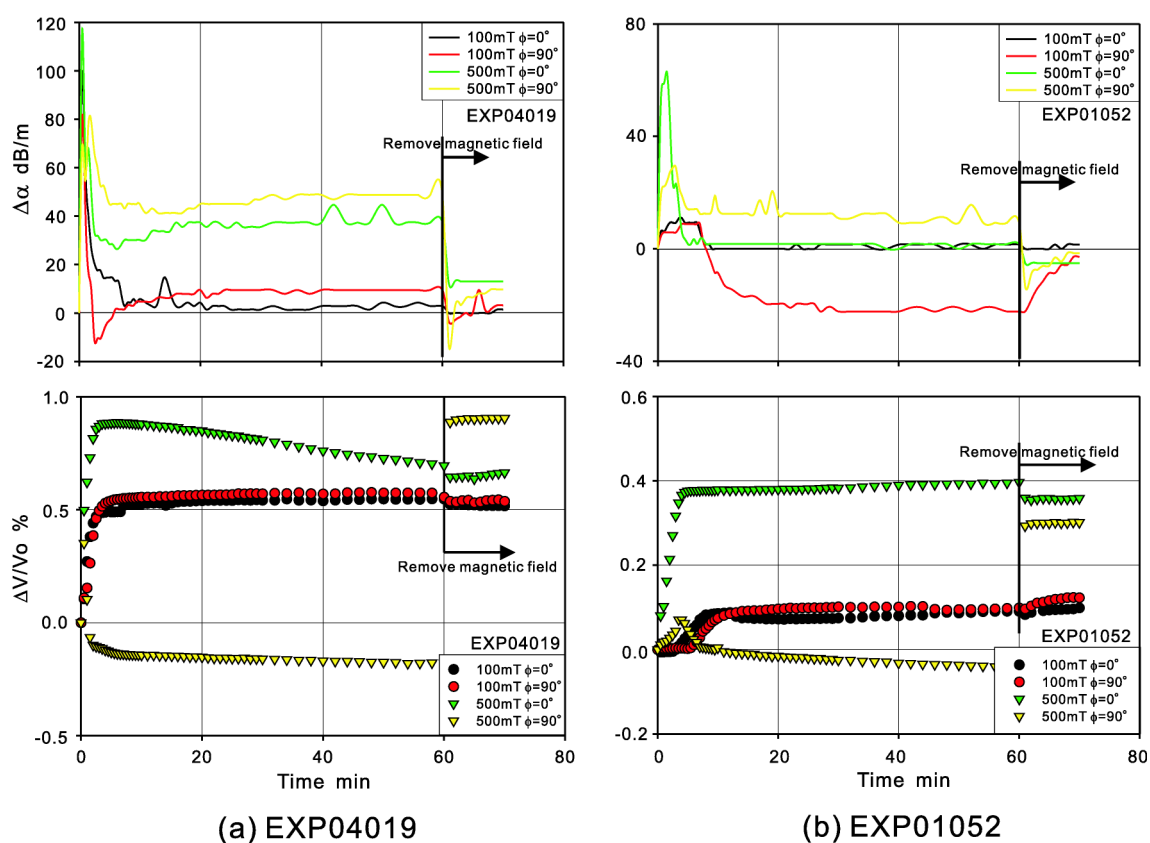 120
100
80
60
40
20
0
-20
Δα dB/m
100mT ϕ=0°
100mT ϕ=90°
500mT ϕ=0°
500mT ϕ=90°
EXP04019
Remove magnetic field
80
40
0
-40
100mT ϕ=0°
100mT ϕ=90°
500mT ϕ=0°
500mT ϕ=90°
EXP01052
Remove magnetic field
1.0
0.5
0.0
-0.5
ΔV/Vo %
Remove magnetic field
EXP04019
100mT ϕ=0°
100mT ϕ=90°
500mT ϕ=0°
500mT ϕ=90°
0 20 40 60 80
Time min
0.6
0.4
0.2
0.0
-0.2
Remove magnetic field
EXP01052
100mT ϕ=0°
100mT ϕ=90°
500mT ϕ=0°
500mT ϕ=90°
0 20 40 60 80
Time min
(a) EXP04019
(b) EXP01052